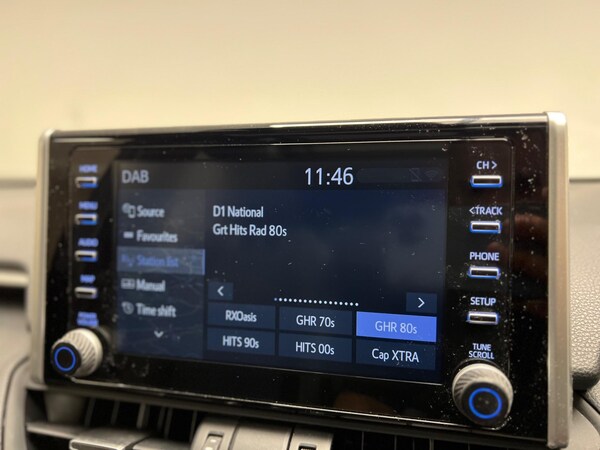 HOME
MENU
AUDIO
MAP
POWER
DAB
11:46
Source
Favourites
Station list
Manual
Time shift
D1 National
Grt Hits Rad 80s
<
>
RXOasis
GHR 70s
GHR 80s
HITS 90s
HITS 00s
Cap XTRA
CH >
< TRACK
PHONE
SETUP
TUNE
SCROLL